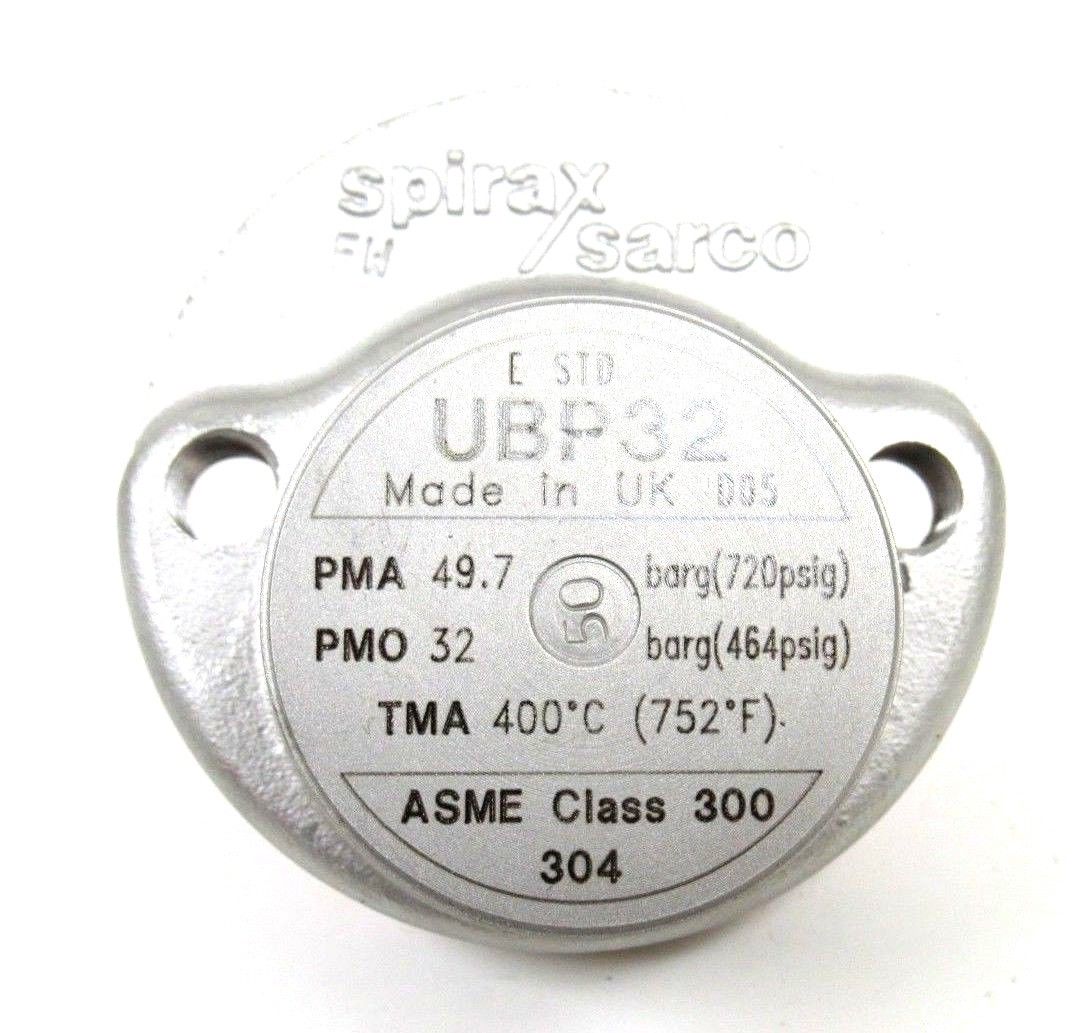 spirax
sarco
FW
E STD
UBP32
Made in UK D05
PMA 49.7 barg(720psig)
50
PMO 32 barg(464psig)
TMA 400°C (752°F)
ASME Class 300
304